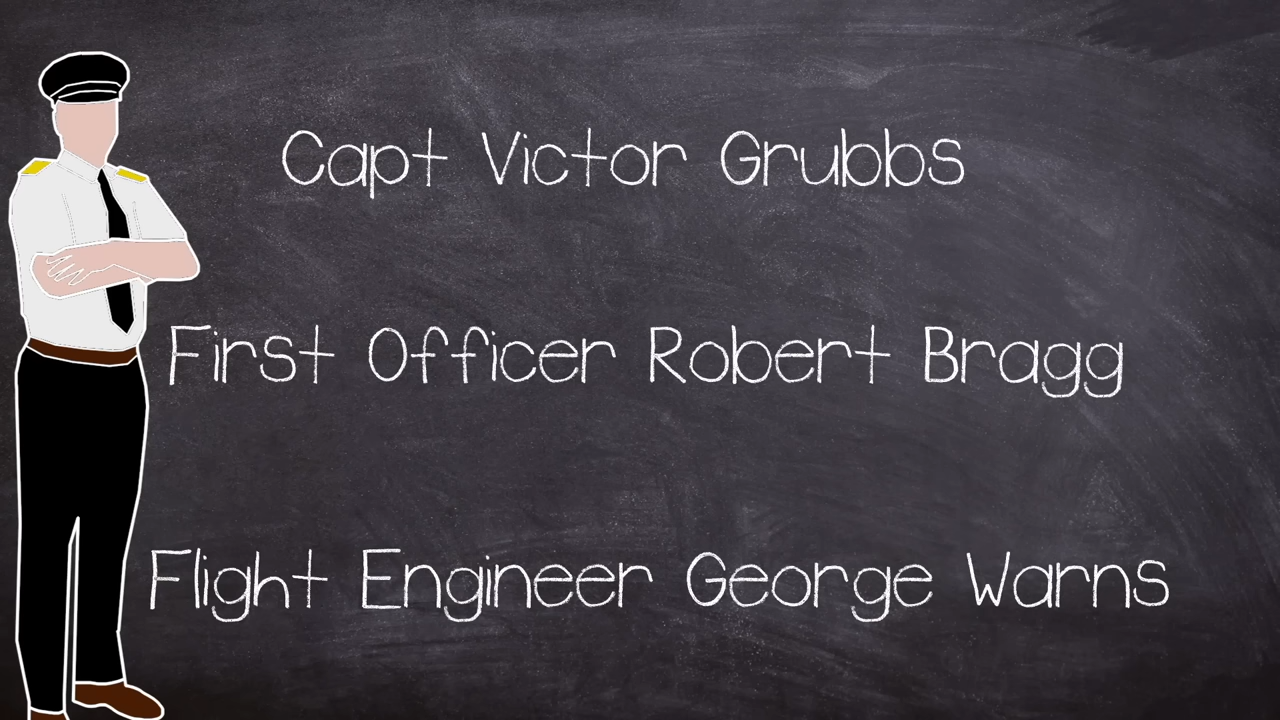 Capt Victor Grubbs
First Officer Robert Bragg
Flight Engineer George Warns